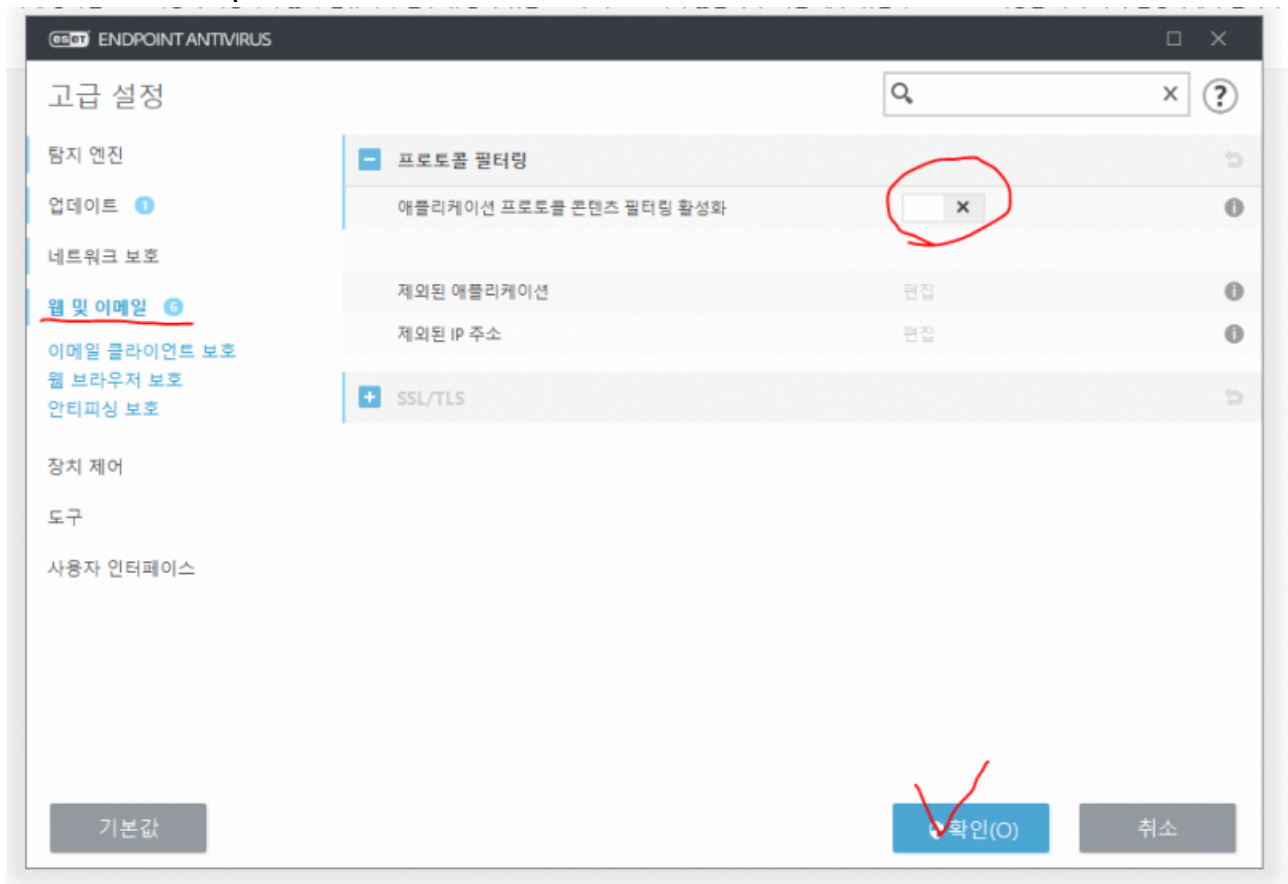 eset ENDPOINT ANTIVIRUS
고급 설정
탐지 엔진
업데이트 1
네트워크 보호
웹 및 이메일 6
이메일 클라이언트 보호
웹 브라우저 보호
안티피싱 보호
장치 제어
도구
사용자 인터페이스
프로토콜 필터링
애플리케이션 프로토콜 콘텐츠 필터링 활성화
제외된 애플리케이션 편집
제외된 IP 주소 편집
SSL/TLS
기본값
확인(O)
취소